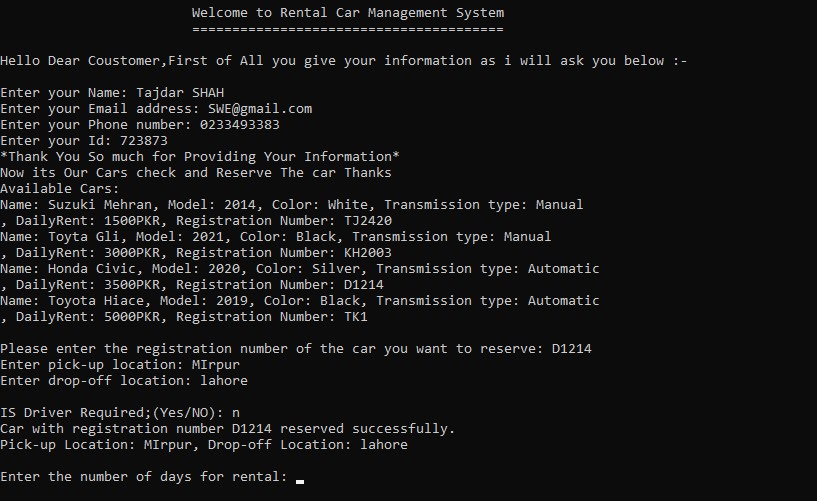 Welcome to Rental Car Management System
=======================================
Hello Dear Coustomer,First of All you give your information as i will ask you below :-
Enter your Name: Tajdar SHAH
Enter your Email address: SWE@gmail.com
Enter your Phone number: 0233493383
Enter your Id: 723873
*Thank You So much for Providing Your Information*
Now its Our Cars check and Reserve The car Thanks
Available Cars:
Name: Suzuki Mehran, Model: 2014, Color: White, Transmission type: Manual
, DailyRent: 1500PKR, Registration Number: TJ2420
Name: Toyta Gli, Model: 2021, Color: Black, Transmission type: Manual
, DailyRent: 3000PKR, Registration Number: KH2003
Name: Honda Civic, Model: 2020, Color: Silver, Transmission type: Automatic
, DailyRent: 3500PKR, Registration Number: D1214
Name: Toyota Hiace, Model: 2019, Color: Black, Transmission type: Automatic
, DailyRent: 5000PKR, Registration Number: TK1
Please enter the registration number of the car you want to reserve: D1214
Enter pick-up location: MIrpur
Enter drop-off location: lahore
IS Driver Required;(Yes/NO): n
Car with registration number D1214 reserved successfully.
Pick-up Location: MIrpur, Drop-off Location: lahore
Enter the number of days for rental: